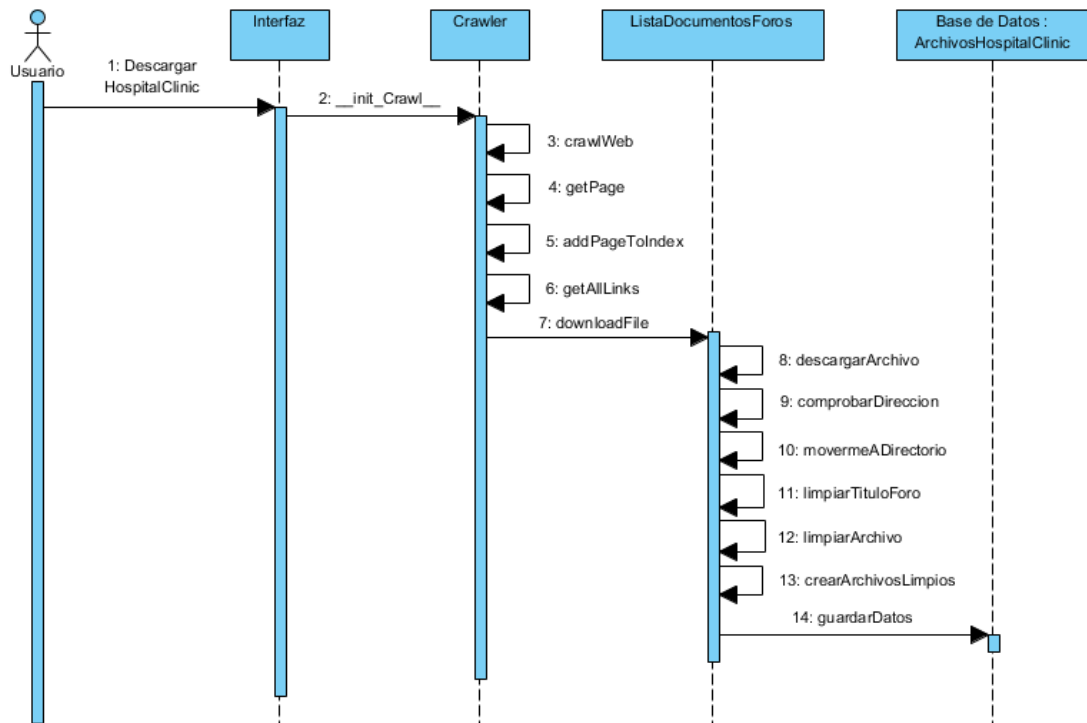 Interfaz
Crawler
ListaDocumentosForos
Base de Datos :
ArchivosHospitalClinic
Usuario
1: Descargar
HospitalClinic
2: __init_Crawl__
3: crawlWeb
4: getPage
5: addPageToIndex
6: getAllLinks
7: downloadFile
8: descargarArchivo
9: comprobarDireccion
10: movermeADirectorio
11: limpiarTituloForo
12: limpiarArchivo
13: crearArchivosLimpios
14: guardarDatos